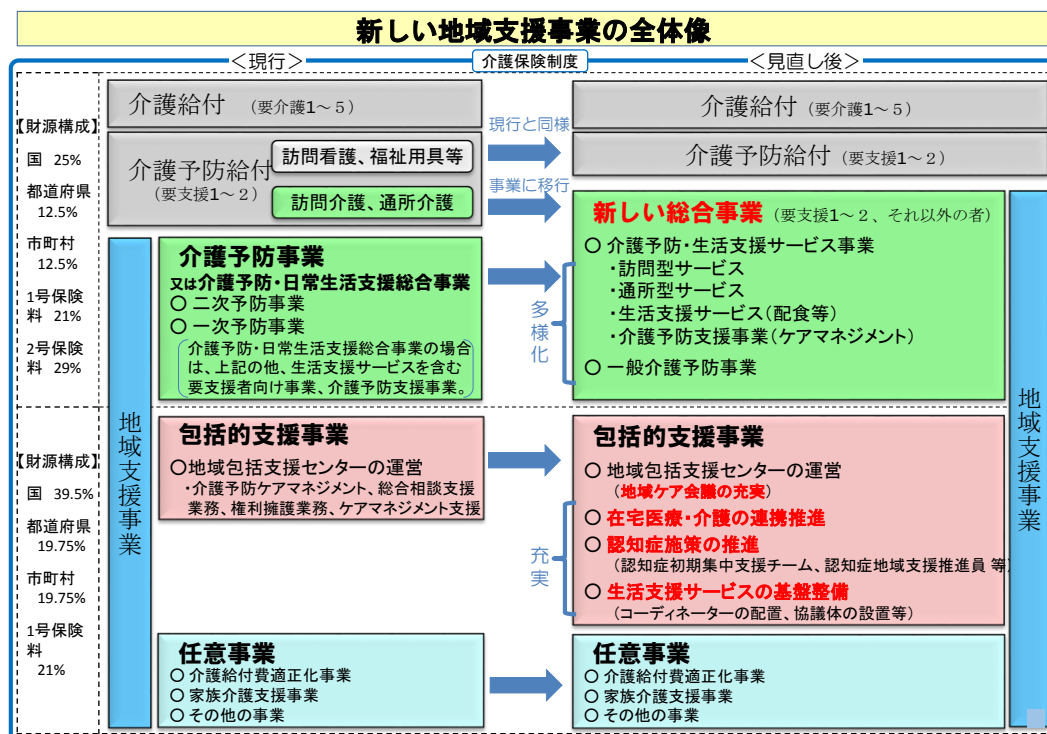 新しい地域支援事業の全体像
＜現行＞
介護保険制度
＜見直し後＞
【財源構成】
国 25%
都道府県
12.5%
市町村
12.5%
1号保険
料 21%
2号保険
料 29%
【財源構成】
国 39.5%
都道府県
19.75%
市町村
19.75%
1号保険
料
21%
介護給付 （要介護1～5）
介護予防給付
（要支援1～2）
訪問看護、福祉用具等
訪問介護、通所介護
地域支援事業
介護予防事業
又は介護予防・日常生活支援総合事業
○ 二次予防事業
○ 一次予防事業
介護予防・日常生活支援総合事業の場合
は、上記の他、生活支援サービスを含む
要支援者向け事業、介護予防支援事業。
包括的支援事業
○地域包括支援センターの運営
・介護予防ケアマネジメント、総合相談支援
業務、権利擁護業務、ケアマネジメント支援
任意事業
○ 介護給付費適正化事業
○ 家族介護支援事業
○ その他の事業
現行と同様
事業に移行
多様化
充実
介護給付 （要介護1～5）
介護予防給付 （要支援1～2）
新しい総合事業 （要支援1～2、それ以外の者）
○ 介護予防・生活支援サービス事業
・訪問型サービス
・通所型サービス
・生活支援サービス（配食等）
・介護予防支援事業（ケアマネジメント）
○ 一般介護予防事業
包括的支援事業
○ 地域包括支援センターの運営
（地域ケア会議の充実）
○ 在宅医療・介護の連携推進
○ 認知症施策の推進
（認知症初期集中支援チーム、認知症地域支援推進員 等）
○ 生活支援サービスの基盤整備
（コーディネーターの配置、協議体の設置等）
任意事業
○ 介護給付費適正化事業
○ 家族介護支援事業
○ その他の事業
地域支援事業